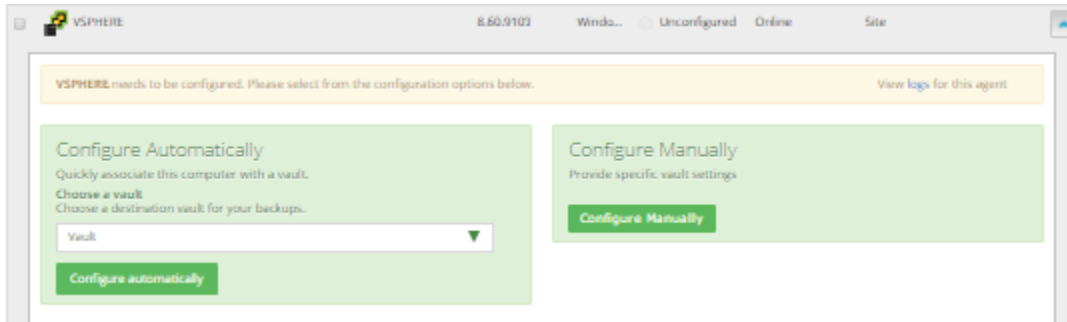 VSPHERE 8.60.9103 Windo... Unconfigured Online Site
VSPHERE needs to be configured. Please select from the configuration options below. View logs for this agent
Configure Automatically
Quickly associate this computer with a vault.
Choose a vault
Choose a destination vault for your backups.
Vault
Configure automatically
Configure Manually
Provide specific vault settings
Configure Manually